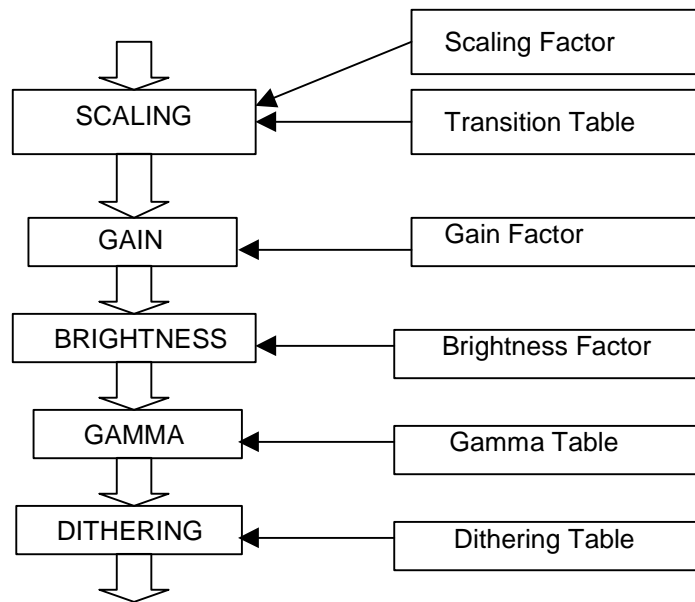 Scaling Factor
SCALING
Transition Table
GAIN
Gain Factor
BRIGHTNESS
Brightness Factor
GAMMA
Gamma Table
DITHERING
Dithering Table